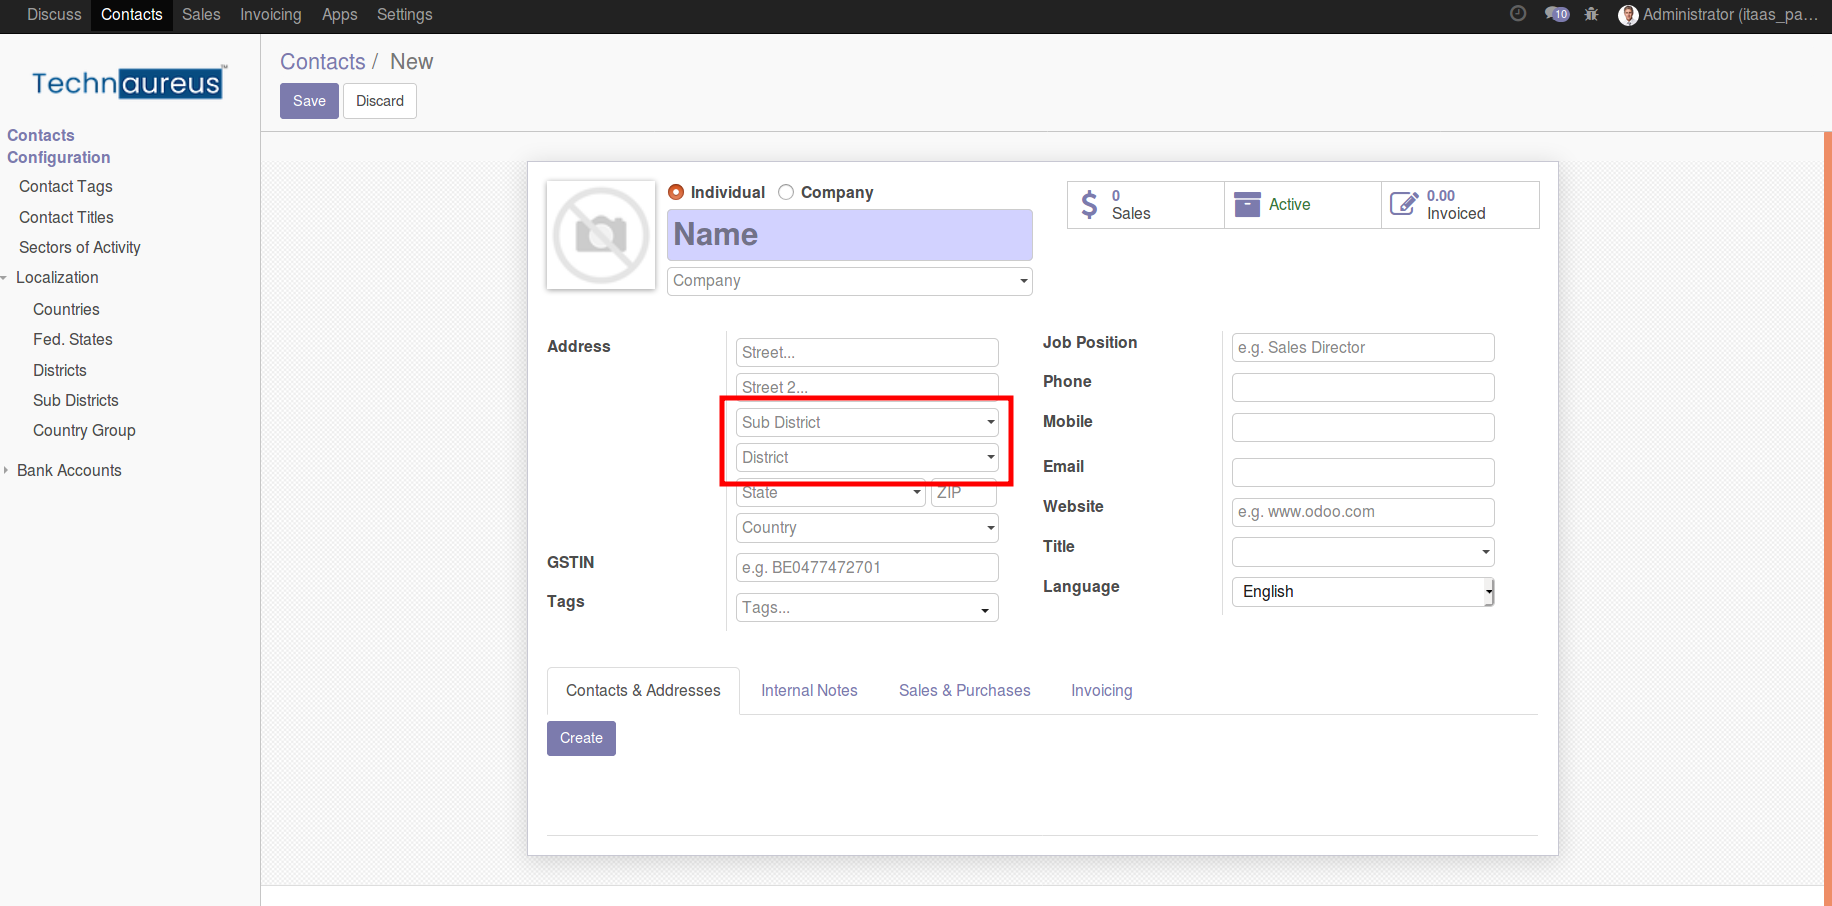 Discuss Contacts Sales Invoicing Apps Settings 10 Administrator (itaas_pa...
Technaureus™
Contacts
Configuration
Contact Tags
Contact Titles
Sectors of Activity
Localization
Countries
Fed. States
Districts
Sub Districts
Country Group
Bank Accounts
Contacts / New
Save Discard
Individual Company
Name
Company
0
Sales
Active
0.00
Invoiced
Address
Street...
Street 2...
Sub District
District
State ZIP
Country
GSTIN e.g. BE0477472701
Tags Tags...
Job Position e.g. Sales Director
Phone
Mobile
Email
Website e.g. www.odoo.com
Title
Language English
Contacts & Addresses Internal Notes Sales & Purchases Invoicing
Create